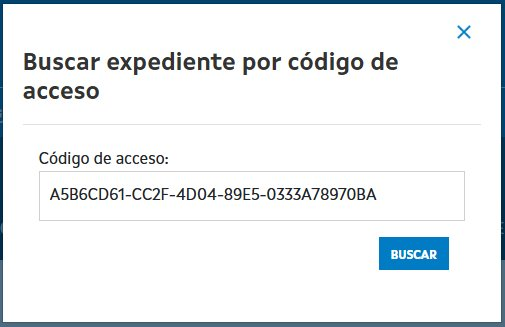 Buscar expediente por código de
acceso
Código de acceso:
A5B6CD61-CC2F-4D04-89E5-0333A78970BA
BUSCAR